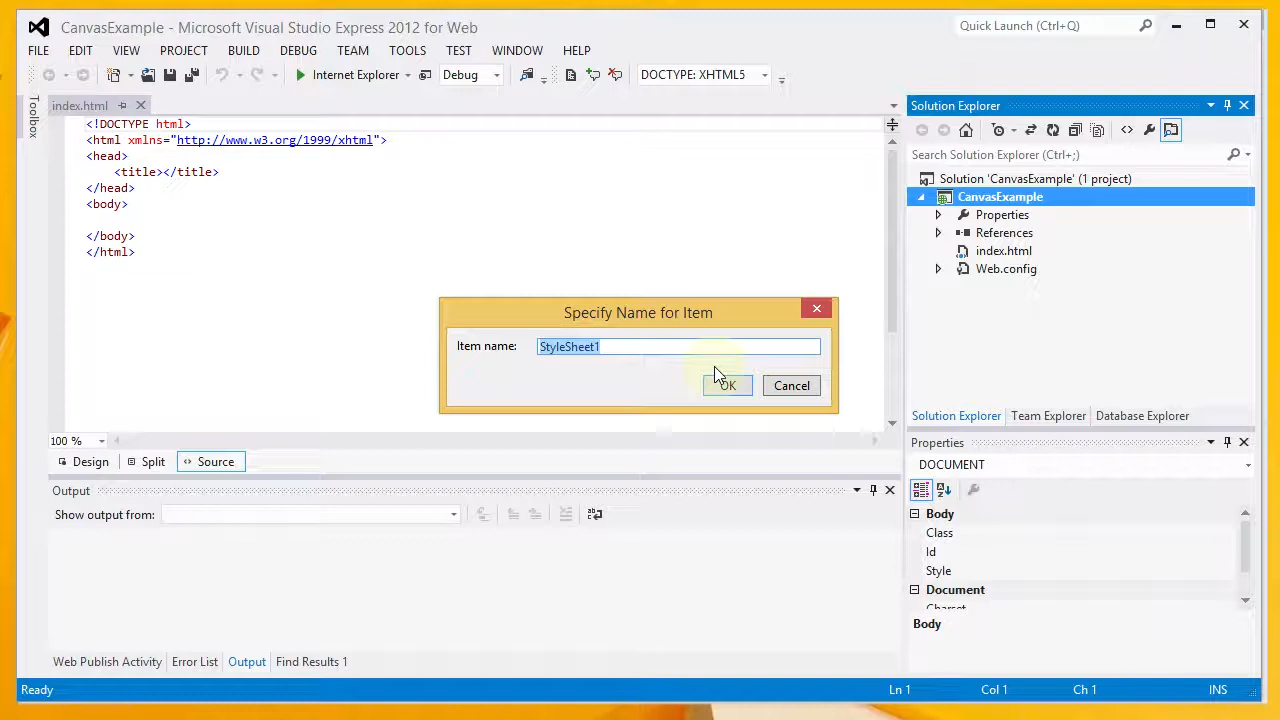 CanvasExample - Microsoft Visual Studio Express 2012 for Web
Quick Launch (Ctrl+Q)
FILE EDIT VIEW PROJECT BUILD DEBUG TEAM TOOLS TEST WINDOW HELP
Internet Explorer Debug DOCTYPE: XHTML5
Toolbox
index.html
<!DOCTYPE html>
<html xmlns="http://www.w3.org/1999/xhtml">
<head>
<title></title>
</head>
<body>
</body>
</html>
Specify Name for Item
Item name: StyleSheet1
OK Cancel
100 %
Design Split Source
Output
Show output from:
Web Publish Activity Error List Output Find Results 1
Solution Explorer
Search Solution Explorer (Ctrl+;)
Solution 'CanvasExample' (1 project)
CanvasExample
Properties
References
index.html
Web.config
Solution Explorer Team Explorer Database Explorer
Properties
DOCUMENT
Body
Class
Id
Style
Document
Charset
Body
Ready Ln 1 Col 1 Ch 1 INS